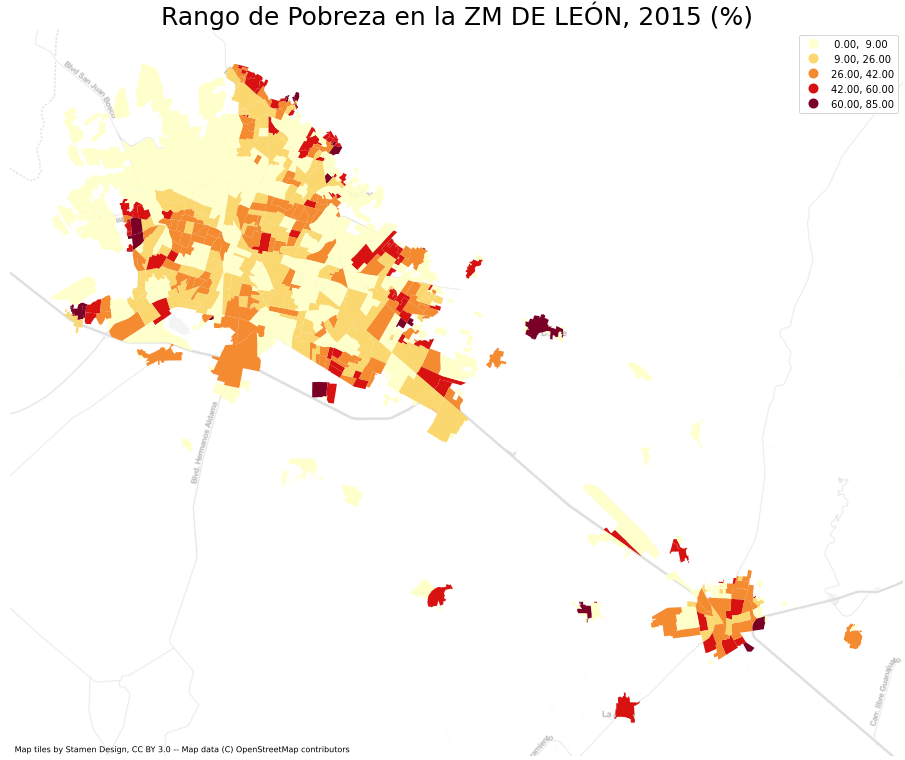 Rango de Pobreza en la ZM DE LEÓN, 2015 (%)
0.00, 9.00
9.00, 26.00
26.00, 42.00
42.00, 60.00
60.00, 85.00
Blvd San Juan Bosco
Blvd. Hermanos Aldama
La
Carr. libre Guanajuato
Map tiles by Stamen Design, CC BY 3.0 -- Map data (C) OpenStreetMap contributors